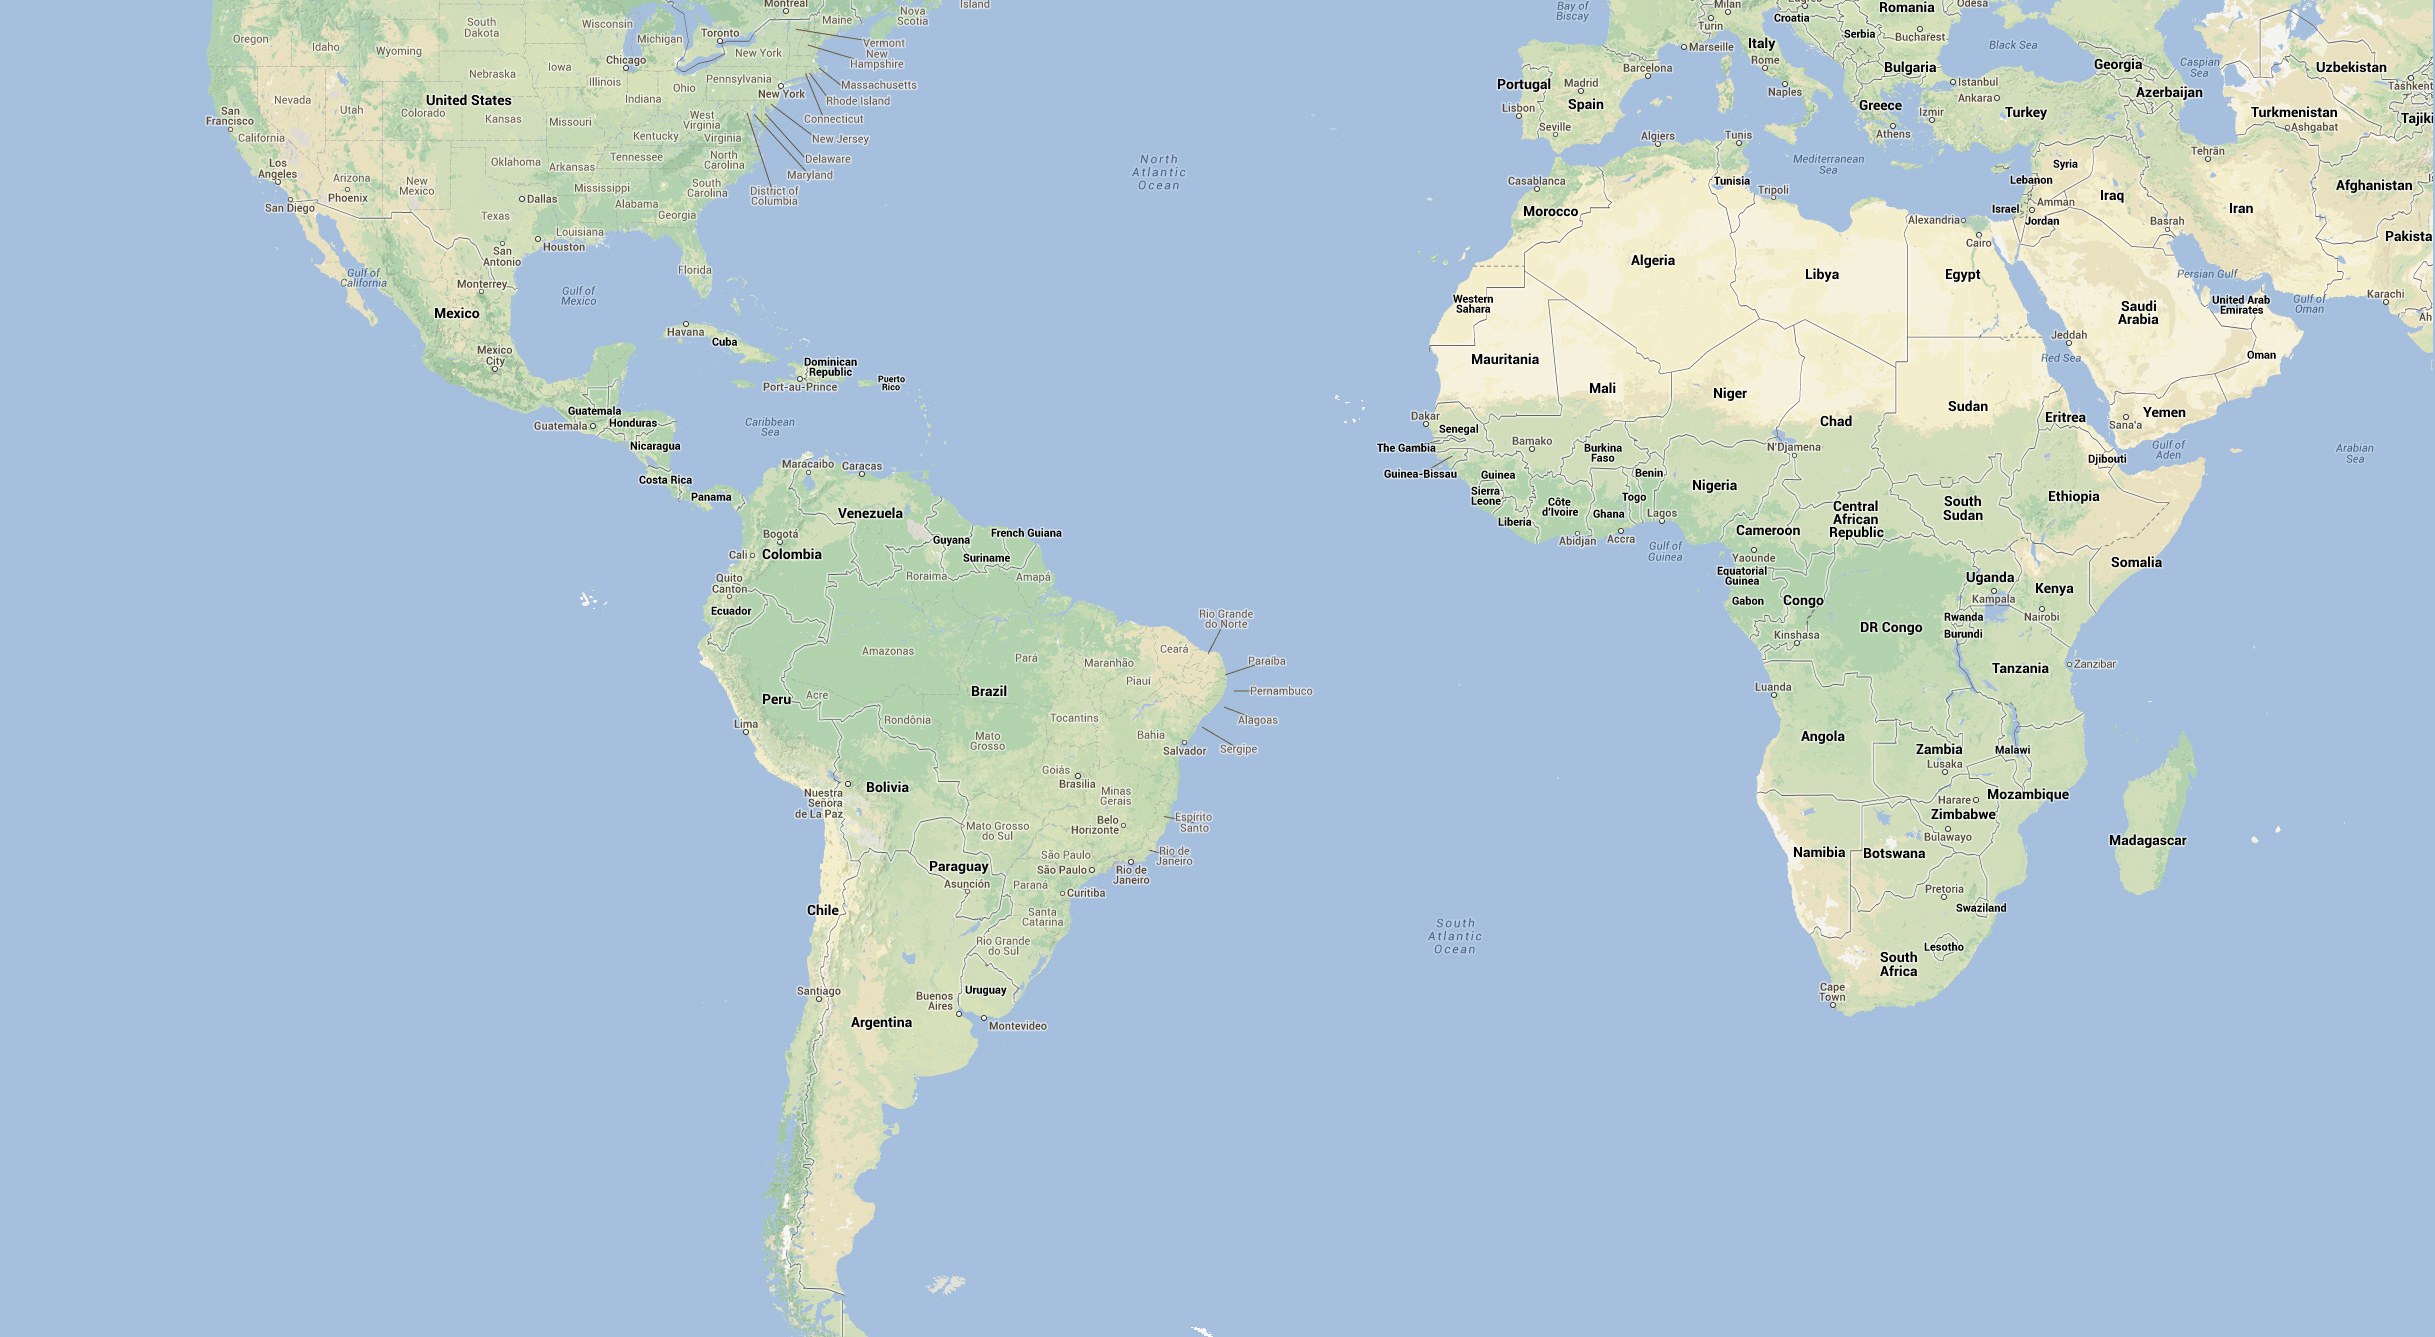 Montreal
Island
Nova
Scotia
Maine
Wisconsin
South
Dakota
Oregon
Idaho
Wyoming
Michigan
Toronto
New York
Vermont
New
Hampshire
Chicago
Iowa
Nebraska
Illinois
Indiana
Ohio
Pennsylvania
New York
Massachusetts
Rhode Island
Connecticut
New Jersey
Delaware
Maryland
District of
Columbia
United States
Nevada
Utah
Colorado
Kansas
Missouri
Kentucky
West
Virginia
Virginia
San
Francisco
California
Los
Angeles
San Diego
Arizona
Phoenix
New
Mexico
Oklahoma
Arkansas
Tennessee
North
Carolina
South
Carolina
Mississippi
Alabama
Georgia
Dallas
Texas
Louisiana
Houston
San
Antonio
Florida
Gulf of
California
Monterrey
Gulf of
Mexico
Mexico
Mexico
City
Havana
Cuba
Dominican
Republic
Port-au-Prince
Puerto
Rico
Guatemala
Guatemala
Honduras
Nicaragua
Costa Rica
Panama
Caribbean
Sea
North
Atlantic
Ocean
Maracaibo
Caracas
Venezuela
Bogotá
Cali
Colombia
Guyana
French Guiana
Suriname
Quito
Canton
Ecuador
Roraima
Amapá
Amazonas
Pará
Maranhão
Ceará
Piauí
Rio Grande
do Norte
Paraíba
Pernambuco
Alagoas
Sergipe
Brazil
Peru
Acre
Lima
Rondônia
Mato
Grosso
Tocantins
Bahia
Salvador
Goiás
Brasilia
Minas
Gerais
Nuestra
Señora
de La Paz
Bolivia
Mato Grosso
do Sul
Belo
Horizonte
Espírito
Santo
São Paulo
São Paulo
Rio de
Janeiro
Rio de
Janeiro
Paraguay
Asunción
Paraná
Curitiba
Santa
Catarina
Rio Grande
do Sul
Chile
Santiago
Buenos
Aires
Uruguay
Montevideo
Argentina
South
Atlantic
Ocean
Bay of
Biscay
Milan
Turin
Zagreb
Croatia
Romania
Odesa
Serbia
Bucharest
Marseille
Italy
Rome
Black Sea
Portugal
Madrid
Barcelona
Bulgaria
Georgia
Caspian
Sea
Uzbekistan
Lisbon
Spain
Naples
Istanbul
Ankara
Greece
Izmir
Turkey
Azerbaijan
Tashkent
Turkmenistan
Ashgabat
Tajiki
Seville
Algiers
Tunis
Athens
Mediterranean
Sea
Syria
Lebanon
Tehrān
Afghanistan
Casablanca
Morocco
Tunisia
Tripoli
Israel
Amman
Jordan
Iraq
Basrah
Iran
Pakista
Alexandria
Cairo
Algeria
Libya
Egypt
Persian Gulf
Karachi
Gulf of
Oman
Western
Sahara
Saudi
Arabia
United Arab
Emirates
Ah
Jeddah
Red Sea
Oman
Mauritania
Mali
Niger
Chad
Sudan
Eritrea
Yemen
Sana'a
Dakar
Senegal
The Gambia
Bamako
Burkina
Faso
N'Djamena
Gulf of
Aden
Arabian
Sea
Djibouti
Guinea-Bissau
Guinea
Benin
Nigeria
Sierra
Leone
Côte
d'Ivoire
Togo
Ghana
Lagos
Liberia
Abidjan
Accra
Gulf of
Guinea
Cameroon
Central
African
Republic
South
Sudan
Ethiopia
Yaounde
Equatorial
Guinea
Somalia
Gabon
Congo
Uganda
Kampala
Kenya
Nairobi
Rwanda
Burundi
DR Congo
Kinshasa
Tanzania
Zanzibar
Luanda
Angola
Zambia
Lusaka
Malawi
Harare
Mozambique
Zimbabwe
Bulawayo
Madagascar
Namibia
Botswana
Pretoria
Swaziland
Lesotho
South
Africa
Cape
Town